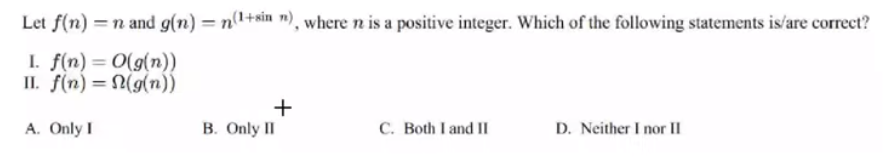 Let f(n) = n and g(n) = n^(1+sin n), where n is a positive integer. Which of the following statements is/are correct?
I. f(n) = O(g(n))
II. f(n) = Ω(g(n))
A. Only I B. Only II C. Both I and II D. Neither I nor II